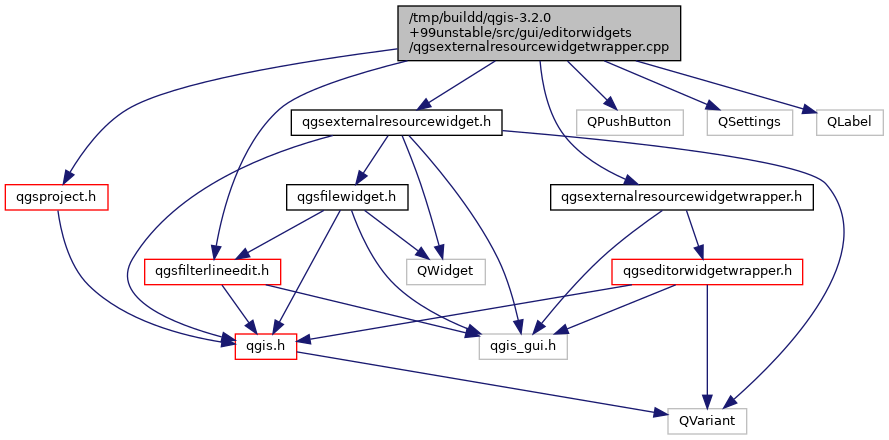 /tmp/buildd/qgis-3.2.0
+99unstable/src/gui/editorwidgets
/qgsexternalresourcewidgetwrapper.cpp
qgsexternalresourcewidget.h
QPushButton
QSettings
QLabel
qgsproject.h
qgsfilewidget.h
qgsexternalresourcewidgetwrapper.h
qgsfilterlineedit.h
QWidget
qgseditorwidgetwrapper.h
qgis.h
qgis_gui.h
QVariant